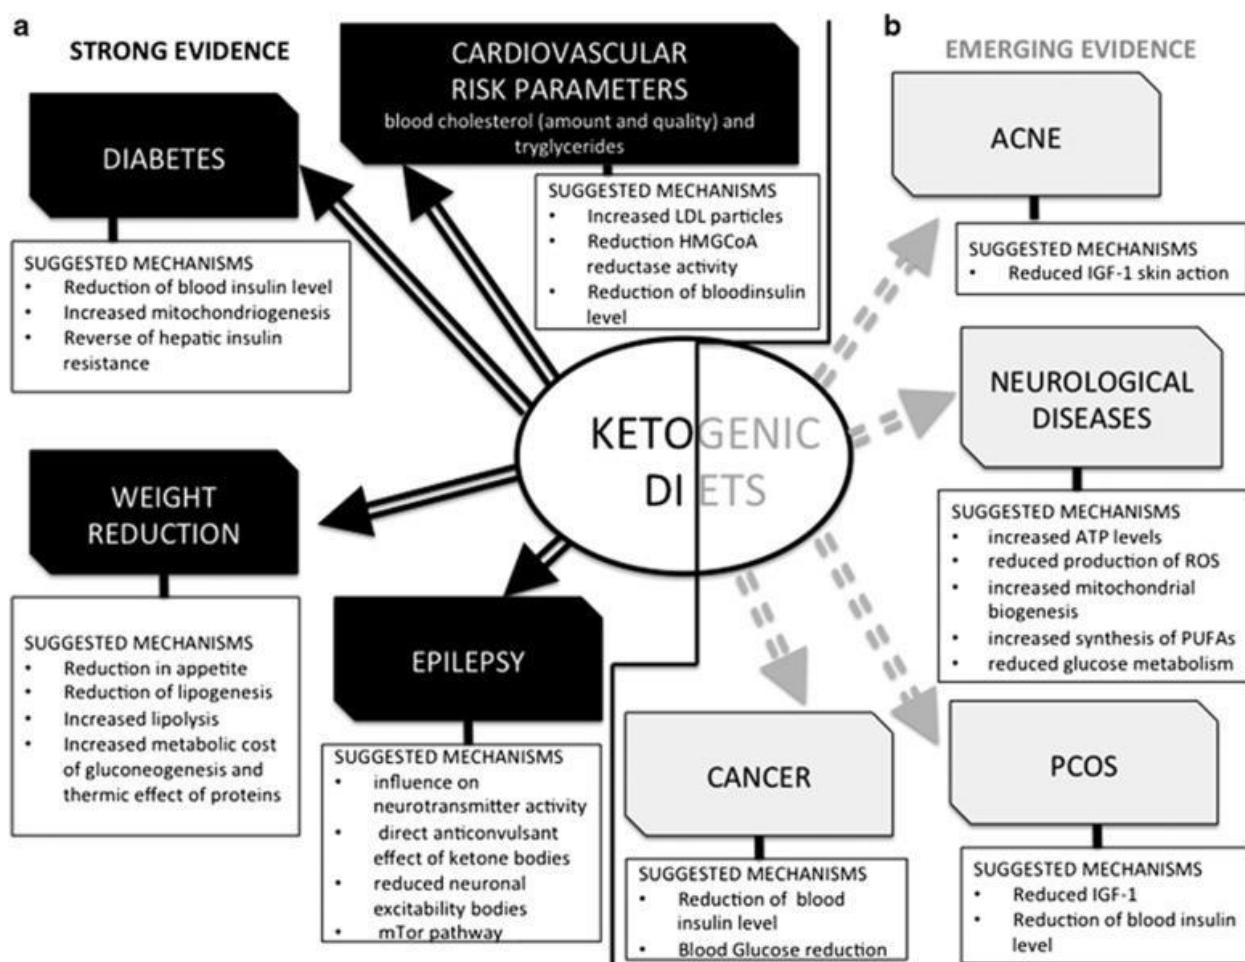 a
STRONG EVIDENCE
CARDIOVASCULAR
RISK PARAMETERS
blood cholesterol (amount and quality) and
tryglycerides
SUGGESTED MECHANISMS
• Increased LDL particles
• Reduction HMGCoA
reductase activity
• Reduction of bloodinsulin
level
DIABETES
SUGGESTED MECHANISMS
• Reduction of blood insulin level
• Increased mitochondriogenesis
• Reverse of hepatic insulin
resistance
WEIGHT
REDUCTION
SUGGESTED MECHANISMS
• Reduction in appetite
• Reduction of lipogenesis
• Increased lipolysis
• Increased metabolic cost
of gluconeogenesis and
thermic effect of proteins
EPILEPSY
SUGGESTED MECHANISMS
• influence on
neurotransmitter activity
• direct anticonvulsant
effect of ketone bodies
• reduced neuronal
excitability bodies
• mTor pathway
KETOGENIC
DIETS
b
EMERGING EVIDENCE
ACNE
SUGGESTED MECHANISMS
• Reduced IGF-1 skin action
NEUROLOGICAL
DISEASES
SUGGESTED MECHANISMS
• increased ATP levels
• reduced production of ROS
• increased mitochondrial
biogenesis
• increased synthesis of PUFAs
• reduced glucose metabolism
CANCER
SUGGESTED MECHANISMS
• Reduction of blood
insulin level
• Blood Glucose reduction
PCOS
SUGGESTED MECHANISMS
• Reduced IGF-1
• Reduction of blood insulin
level